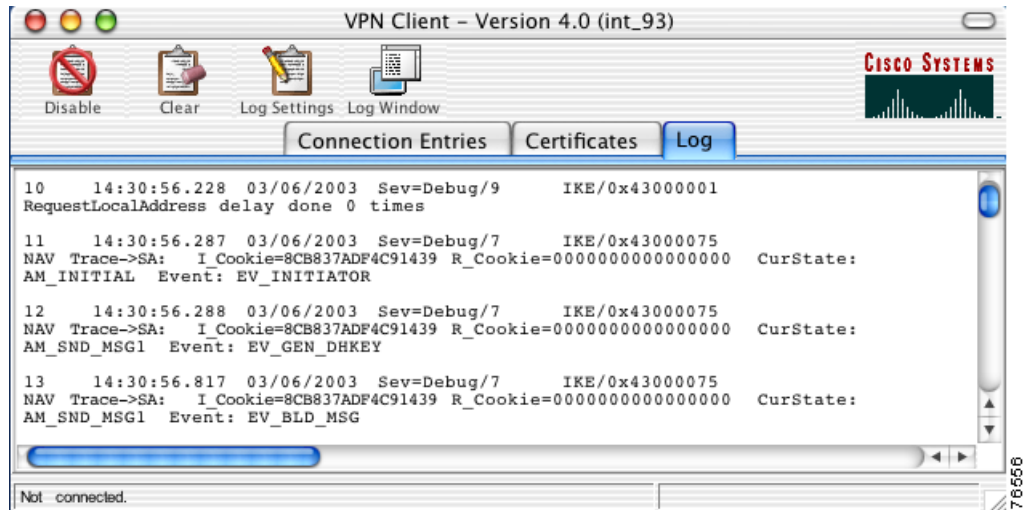 VPN Client – Version 4.0 (int_93)
Disable
Clear
Log Settings
Log Window
CISCO SYSTEMS
Connection Entries
Certificates
Log
10 14:30:56.228 03/06/2003 Sev=Debug/9 IKE/0x43000001
RequestLocalAddress delay done 0 times
11 14:30:56.287 03/06/2003 Sev=Debug/7 IKE/0x43000075
NAV Trace->SA: I_Cookie=8CB837ADF4C91439 R_Cookie=0000000000000000 CurState:
AM_INITIAL Event: EV_INITIATOR
12 14:30:56.288 03/06/2003 Sev=Debug/7 IKE/0x43000075
NAV Trace->SA: I_Cookie=8CB837ADF4C91439 R_Cookie=0000000000000000 CurState:
AM_SND_MSG1 Event: EV_GEN_DHKEY
13 14:30:56.817 03/06/2003 Sev=Debug/7 IKE/0x43000075
NAV Trace->SA: I_Cookie=8CB837ADF4C91439 R_Cookie=0000000000000000 CurState:
AM_SND_MSG1 Event: EV_BLD_MSG
Not connected.
76556